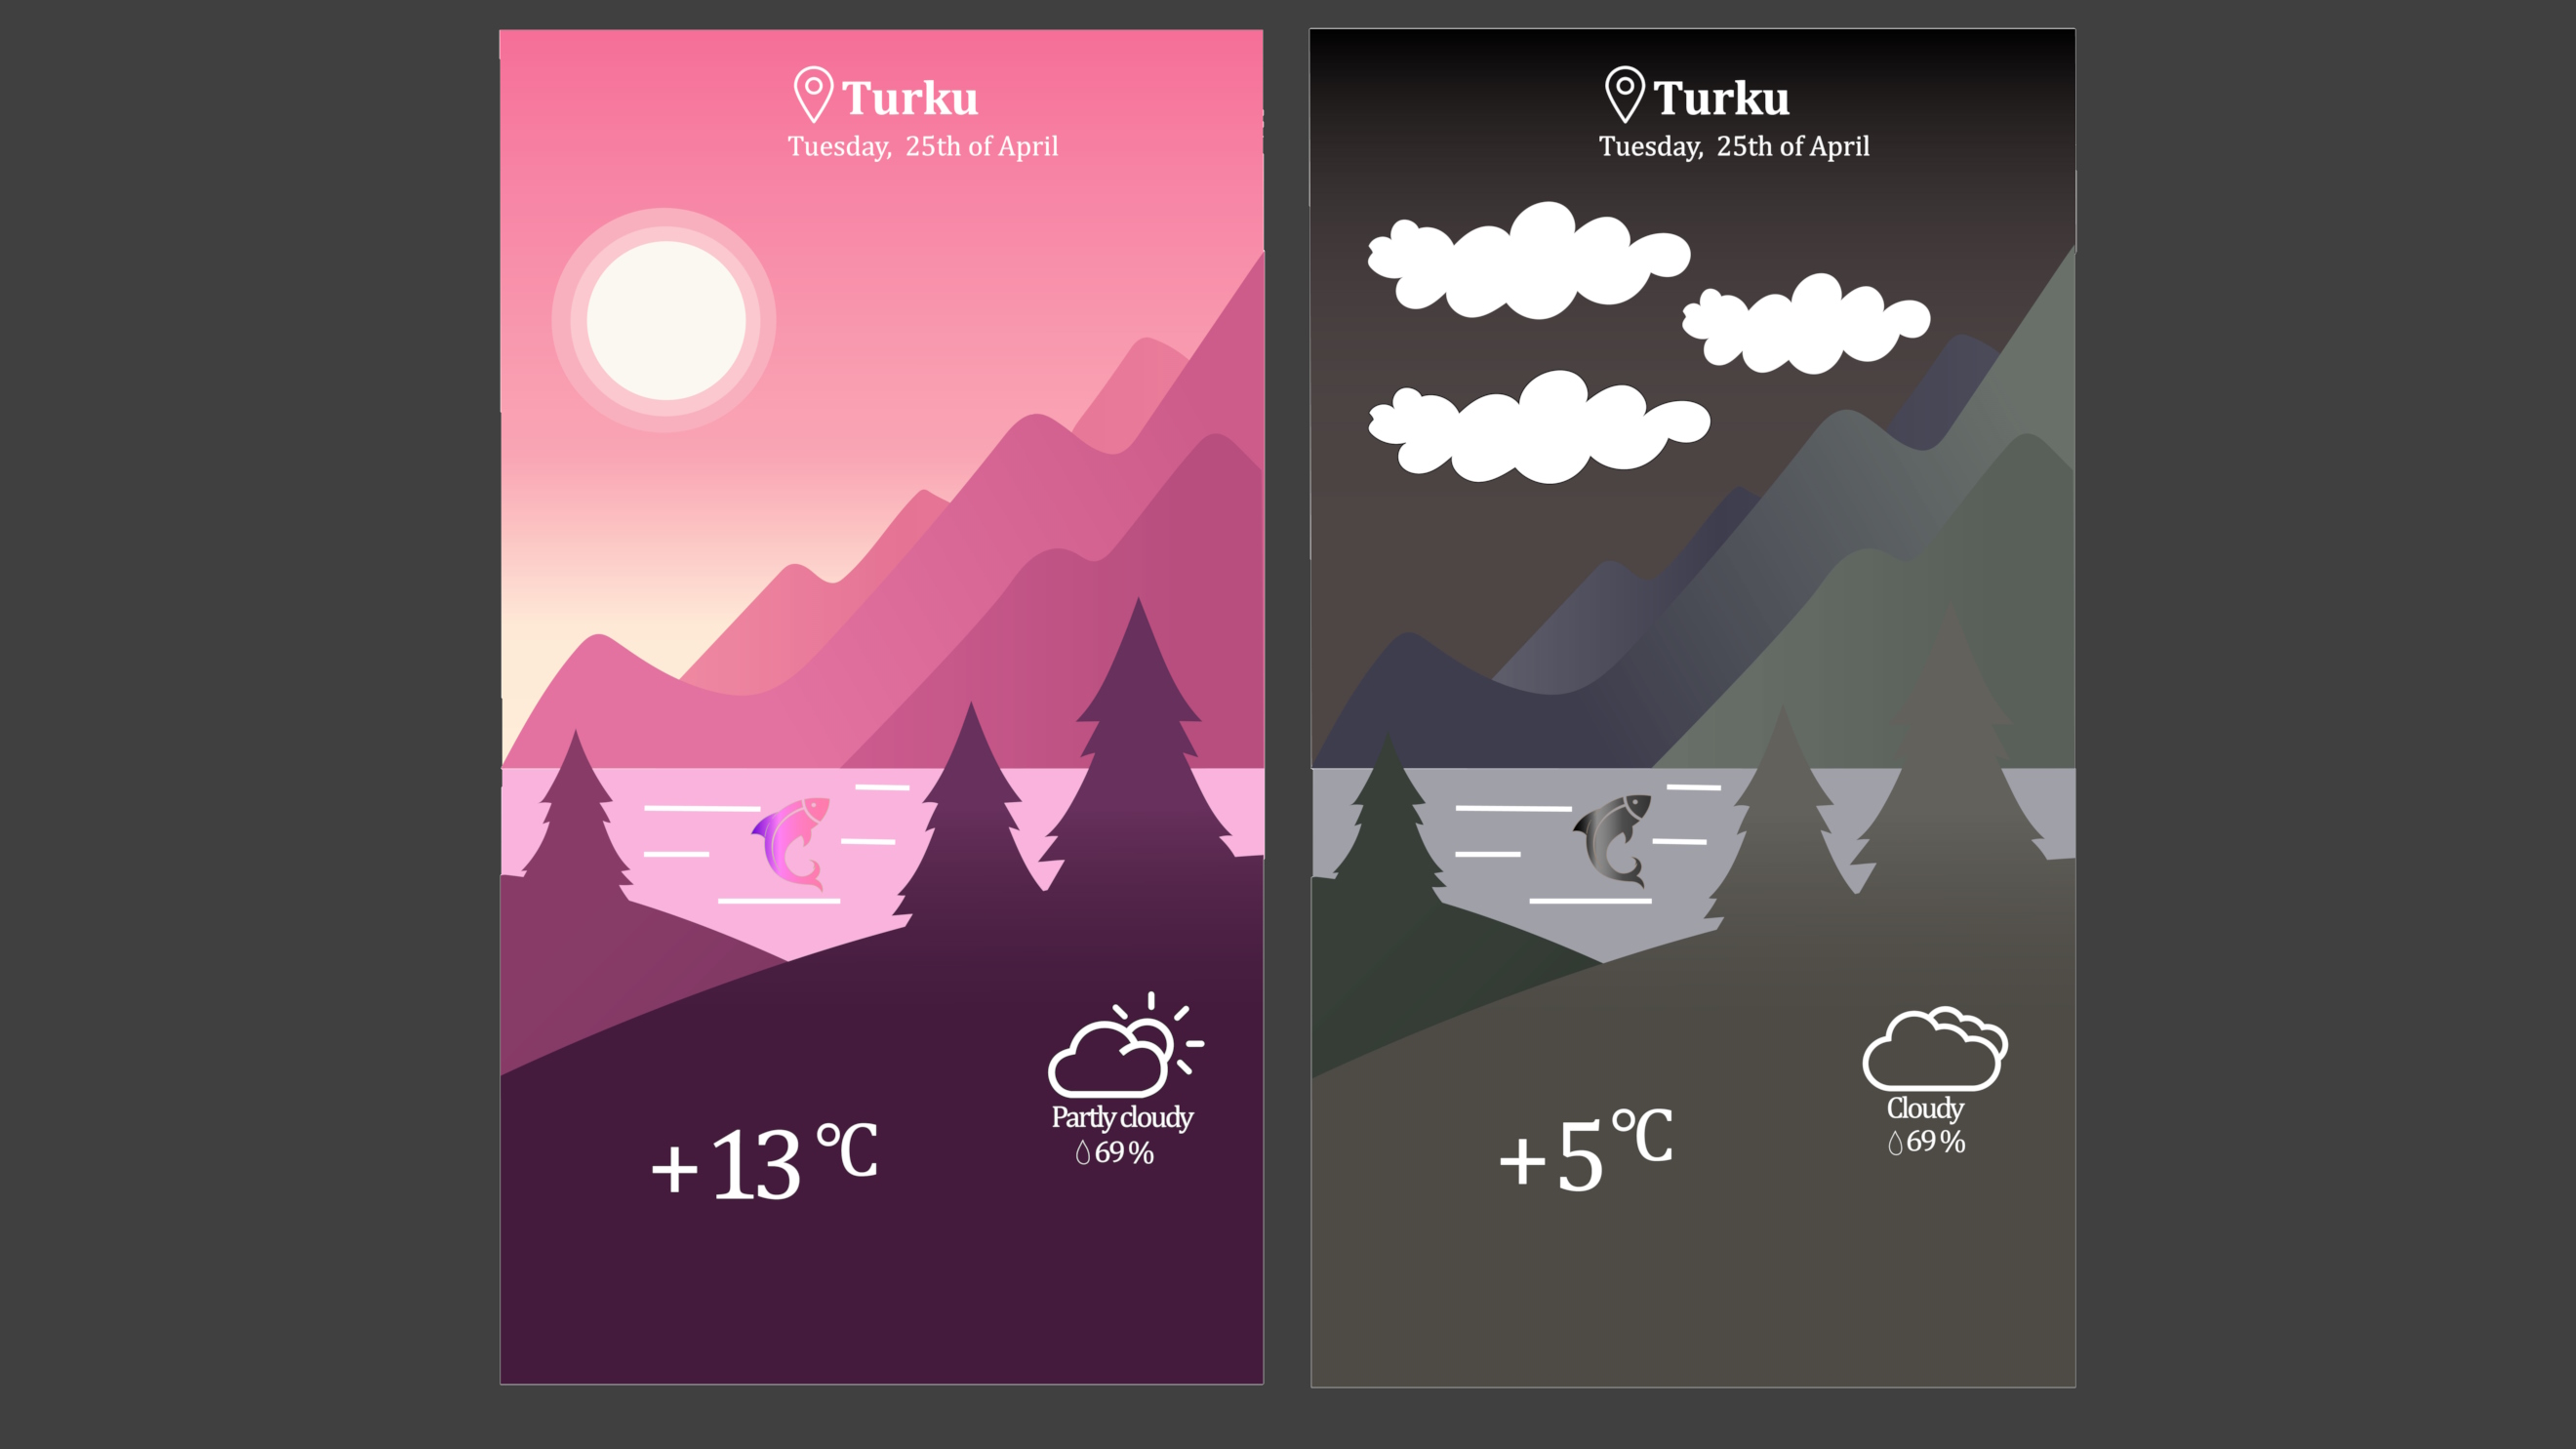 Turku
Tuesday, 25th of April
Partly cloudy
69%
+13°C
Turku
Tuesday, 25th of April
Cloudy
69%
+5°C